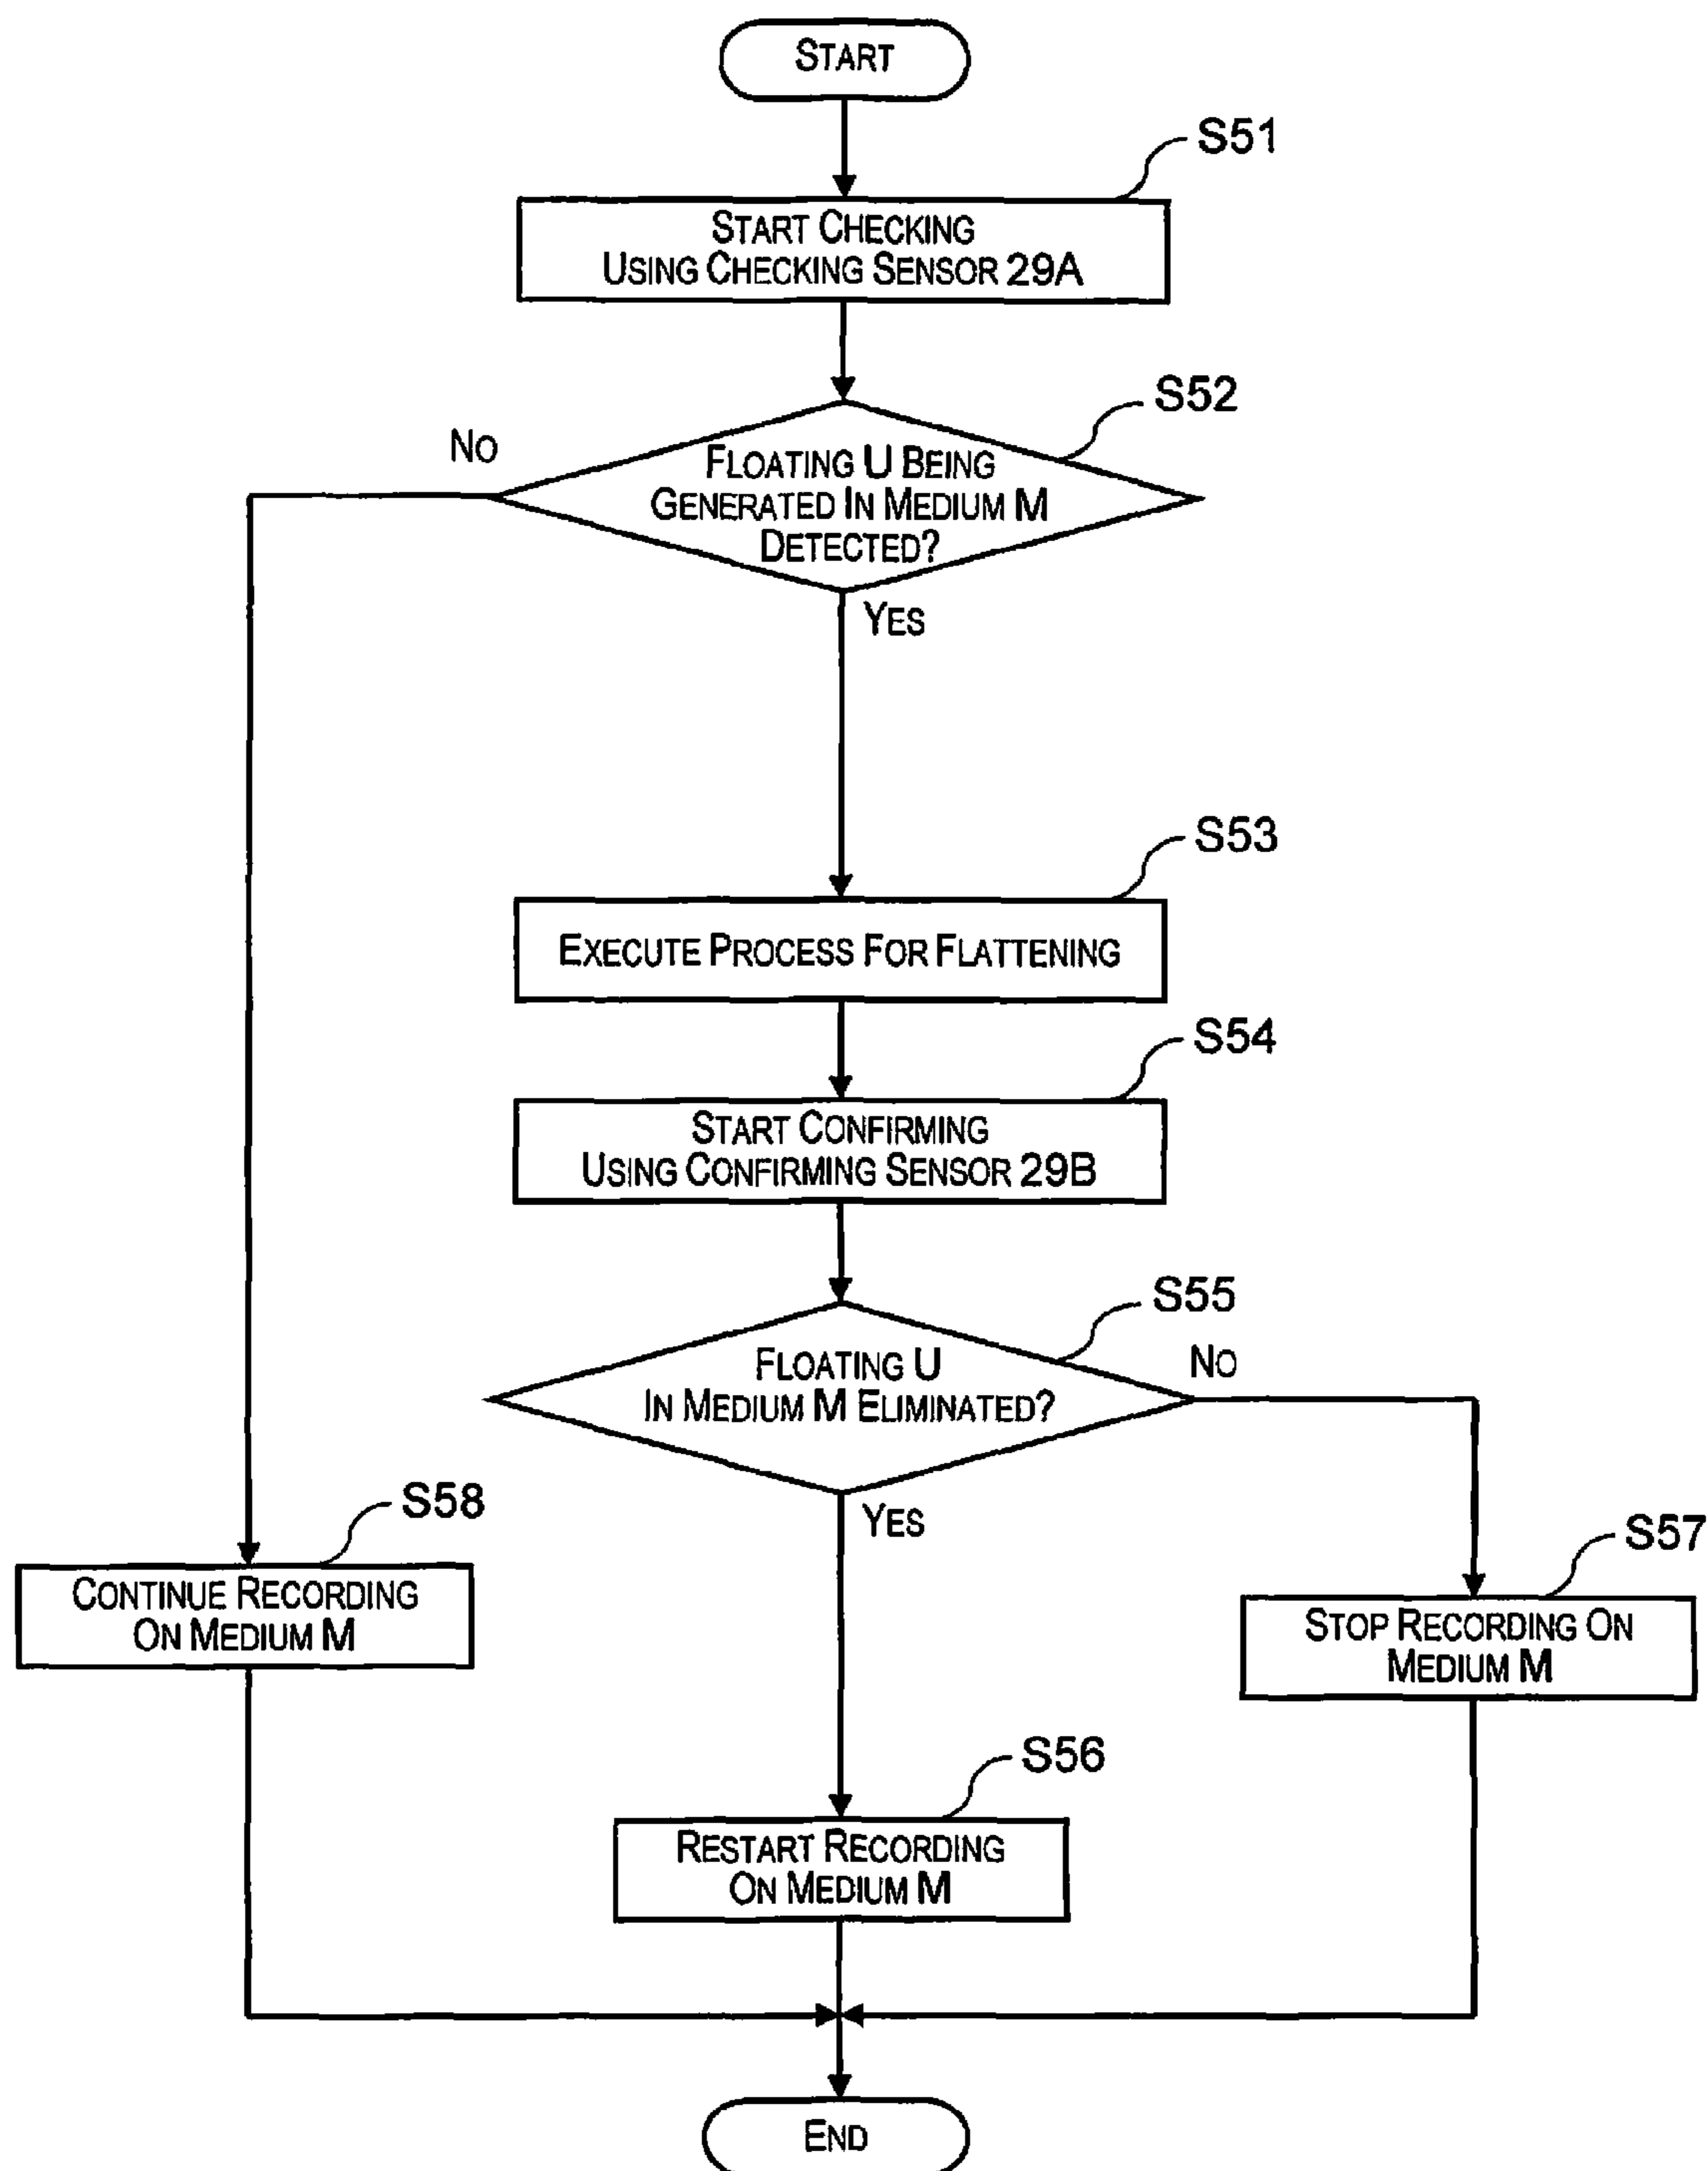 START
S51
START CHECKING
USING CHECKING SENSOR 29A
S52
NO
FLOATING U BEING
GENERATED IN MEDIUM M
DETECTED?
YES
S53
EXECUTE PROCESS FOR FLATTENING
S54
START CONFIRMING
USING CONFIRMING SENSOR 29B
S55
FLOATING U
IN MEDIUM M ELIMINATED?
NO
YES
S58
CONTINUE RECORDING
ON MEDIUM M
S57
STOP RECORDING ON
MEDIUM M
S56
RESTART RECORDING
ON MEDIUM M
END